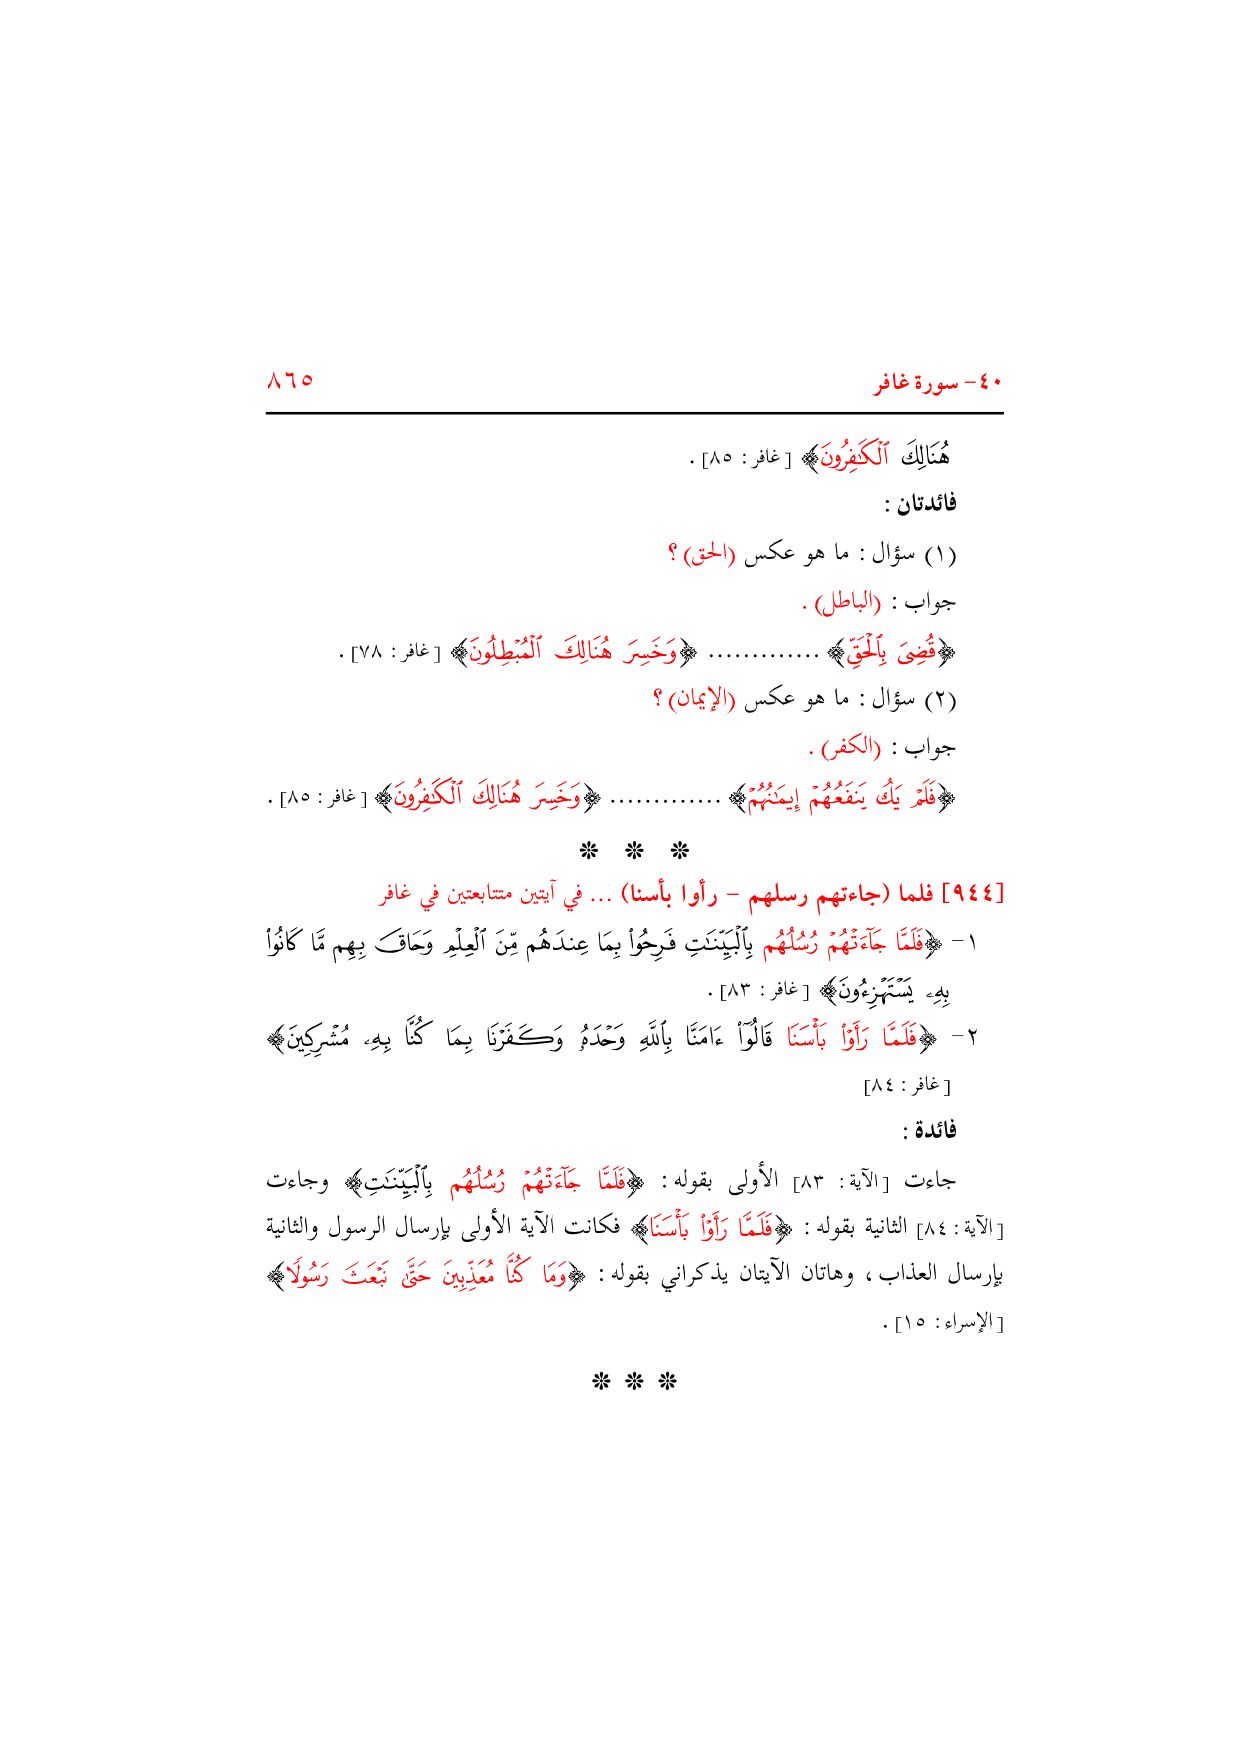 ٤٠- سورة غافر ٨٦٥
هُنَالِكَ ٱلْكَـٰفِرُونَ﴾ [غافر: ٨٥].
فائدتان:
(١) سؤال: ما هو عكس (الحق)؟
جواب: (الباطل).
﴿قُضِىَ بِٱلْحَقِّ﴾ ............. ﴿وَخَسِرَ هُنَالِكَ ٱلْمُبْطِلُونَ﴾ [غافر: ٧٨].
(٢) سؤال: ما هو عكس (الإيمان)؟
جواب: (الكفر).
﴿فَلَمْ يَكُ يَنفَعُهُمْ إِيمَـٰنُهُمْ﴾ ............. ﴿وَخَسِرَ هُنَالِكَ ٱلْكَـٰفِرُونَ﴾ [غافر: ٨٥].
❊ ❊ ❊
[٩٤٤] فلما (جاءتهم رسلهم - رأوا بأسنا) ... في آيتين متتابعتين في غافر
١- ﴿فَلَمَّا جَآءَتْهُمْ رُسُلُهُم بِٱلْبَيِّنَـٰتِ فَرِحُوا۟ بِمَا عِندَهُم مِّنَ ٱلْعِلْمِ وَحَاقَ بِهِم مَّا كَانُوا۟
بِهِۦ يَسْتَهْزِءُونَ﴾ [غافر: ٨٣].
٢- ﴿فَلَمَّا رَأَوْا۟ بَأْسَنَا قَالُوٓا۟ ءَامَنَّا بِٱللَّهِ وَحْدَهُۥ وَكَفَرْنَا بِمَا كُنَّا بِهِۦ مُشْرِكِينَ﴾
[غافر: ٨٤]
فائدة:
جاءت [الآية: ٨٣] الأولى بقوله: ﴿فَلَمَّا جَآءَتْهُمْ رُسُلُهُم بِٱلْبَيِّنَـٰتِ﴾ وجاءت
[الآية: ٨٤] الثانية بقوله: ﴿فَلَمَّا رَأَوْا۟ بَأْسَنَا﴾ فكانت الآية الأولى بإرسال الرسول والثانية
بإرسال العذاب، وهاتان الآيتان يذكراني بقوله: ﴿وَمَا كُنَّا مُعَذِّبِينَ حَتَّىٰ نَبْعَثَ رَسُولًا﴾
[الإسراء: ١٥].
❊ ❊ ❊